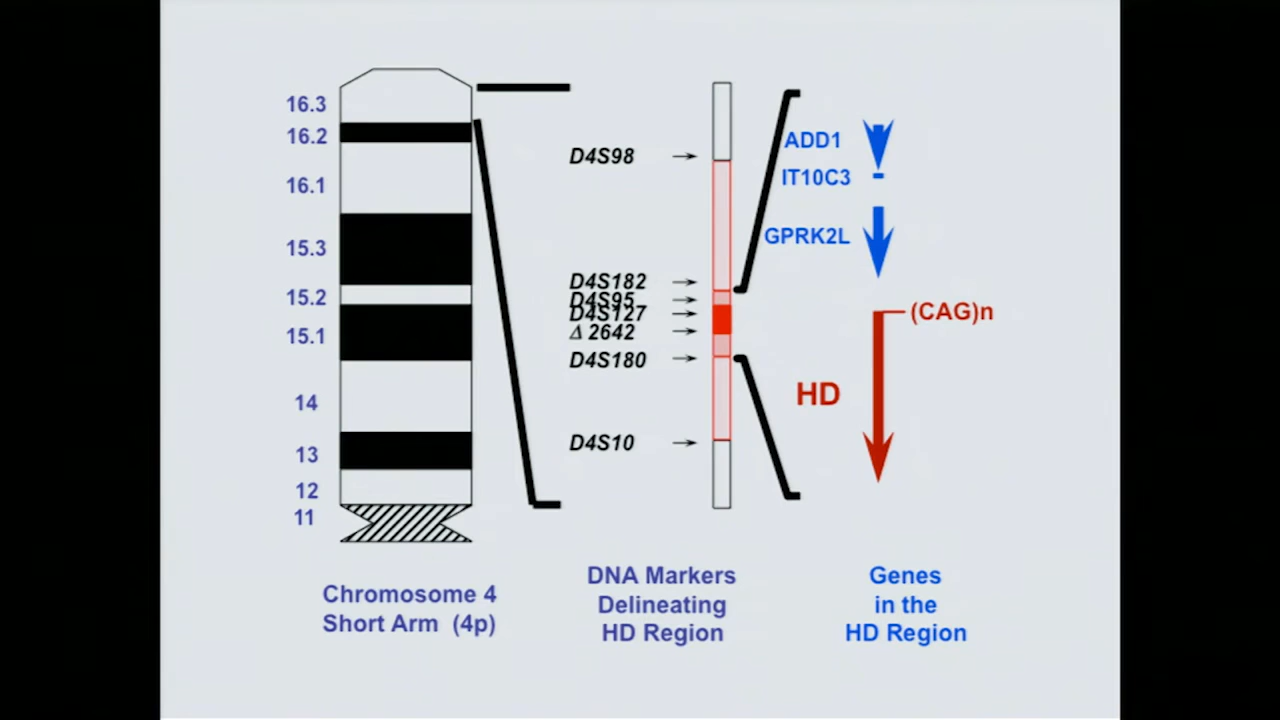 16.3
16.2
16.1
15.3
15.2
15.1
14
13
12
11
Chromosome 4
Short Arm (4p)
D4S98
D4S182
D4S95
D4S127
Δ 2642
D4S180
D4S10
DNA Markers
Delineating
HD Region
ADD1
IT10C3
GPRK2L
(CAG)n
HD
Genes
in the
HD Region